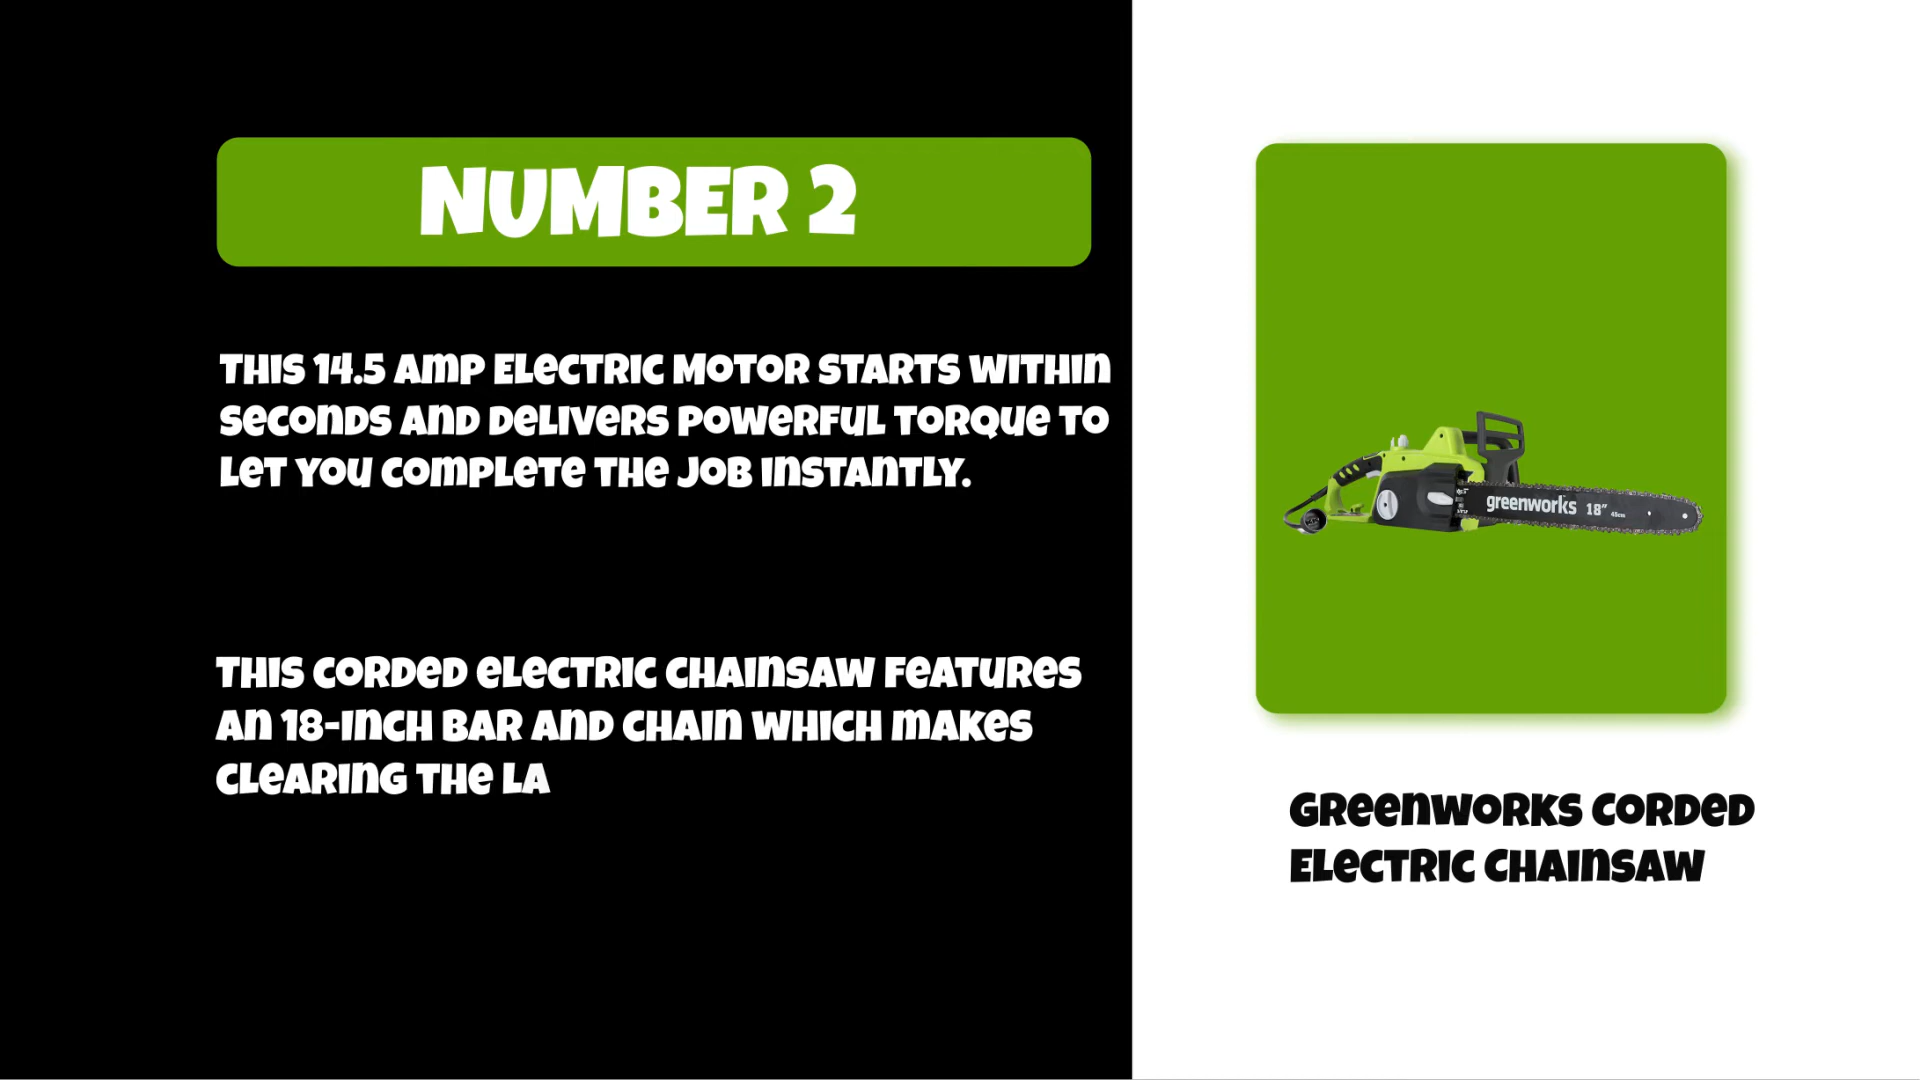 NUMBER 2
THIS 14.5 AMP ELECTRIC MOTOR STARTS WITHIN
SECONDS AND DELIVERS POWERFUL TORQUE TO
LET YOU COMPLETE THE JOB INSTANTLY.
THIS CORDED ELECTRIC CHAINSAW FEATURES
AN 18-INCH BAR AND CHAIN WHICH MAKES
CLEARING THE LA
greenworks 18" 45cm
GREENWORKS CORDED
ELECTRIC CHAINSAW